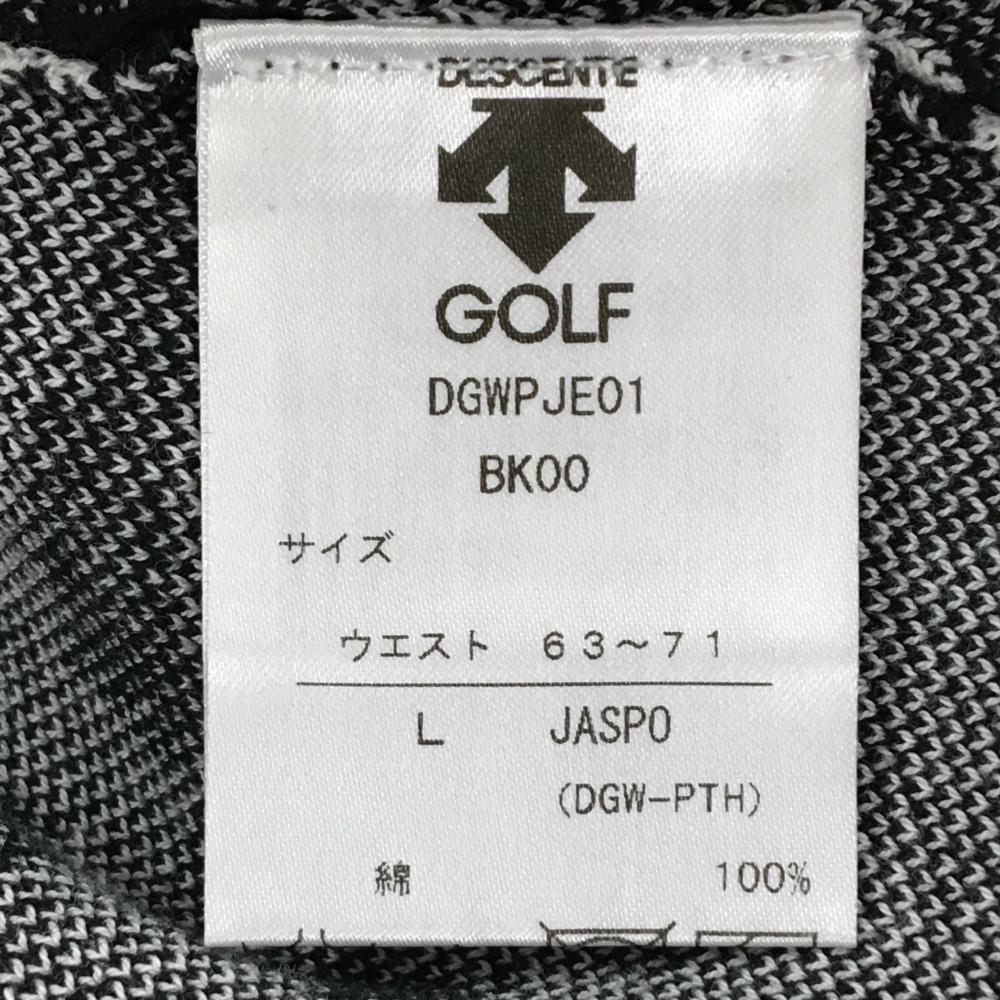 DESCENTE
GOLF
DGWPJE01
BK00
サイズ
ウエスト 63～71
L JASPO
(DGW-PTH)
綿 100%